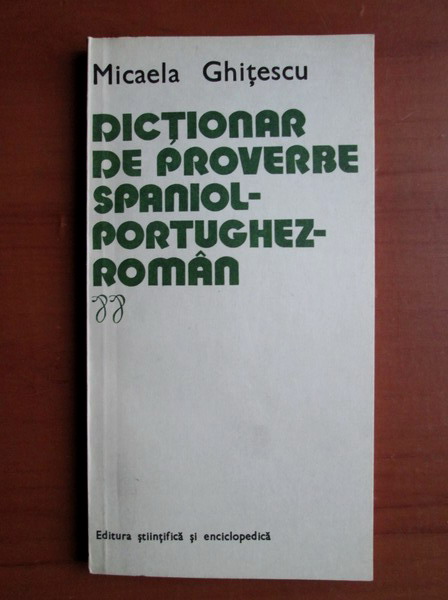 Micaela Ghițescu
DICȚIONAR
DE PROVERBE
SPANIOL-
PORTUGHEZ-
ROMÂN
Editura științifică și enciclopedică